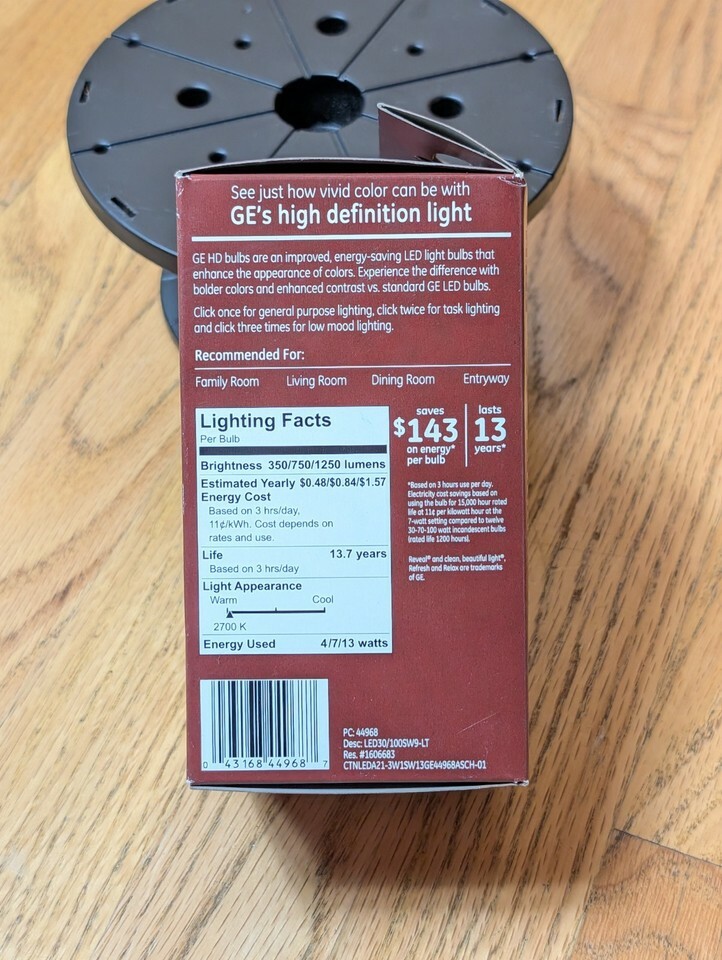 See just how vivid color can be with
GE's high definition light
GE HD bulbs are an improved, energy-saving LED light bulbs that
enhance the appearance of colors. Experience the difference with
bolder colors and enhanced contrast vs. standard GE LED bulbs.
Click once for general purpose lighting, click twice for task lighting
and click three times for low mood lighting.
Recommended For:
Family Room Living Room Dining Room Entryway
Lighting Facts
Per Bulb
Brightness 350/750/1250 lumens
Estimated Yearly $0.48/$0.84/$1.57
Energy Cost
Based on 3 hrs/day,
11¢/kWh. Cost depends on
rates and use.
Life 13.7 years
Based on 3 hrs/day
Light Appearance
Warm Cool
2700 K
Energy Used 4/7/13 watts
saves
$143
on energy*
per bulb
lasts
13
years*
*Based on 3 hours use per day.
Electricity cost savings based on
using the bulb for 15,000 hour rated
life at 11¢ per kilowatt hour at the
7-watt setting compared to twelve
30-70-100 watt incandescent bulbs
(rated life 1200 hours).
Reveal® and clean, beautiful light®,
Refresh and Relax are trademarks
of GE.
0 43168 44968 7
PC: 44968
Desc: LED30/100SW9-LT
Res. #1606683
CTNLEDA21-3W1SW13GE44968ASCH-01